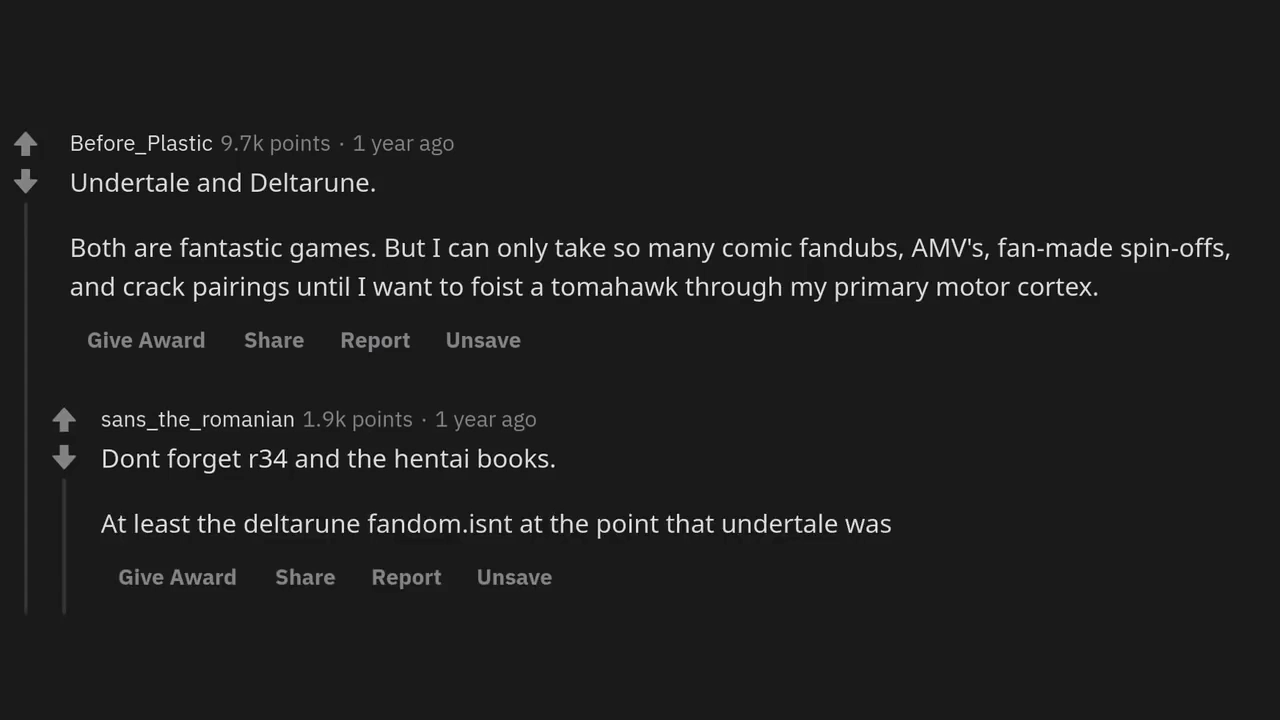 Before_Plastic 9.7k points · 1 year ago
Undertale and Deltarune.
Both are fantastic games. But I can only take so many comic fandubs, AMV's, fan-made spin-offs,
and crack pairings until I want to foist a tomahawk through my primary motor cortex.
Give Award Share Report Unsave
sans_the_romanian 1.9k points · 1 year ago
Dont forget r34 and the hentai books.
At least the deltarune fandom.isnt at the point that undertale was
Give Award Share Report Unsave